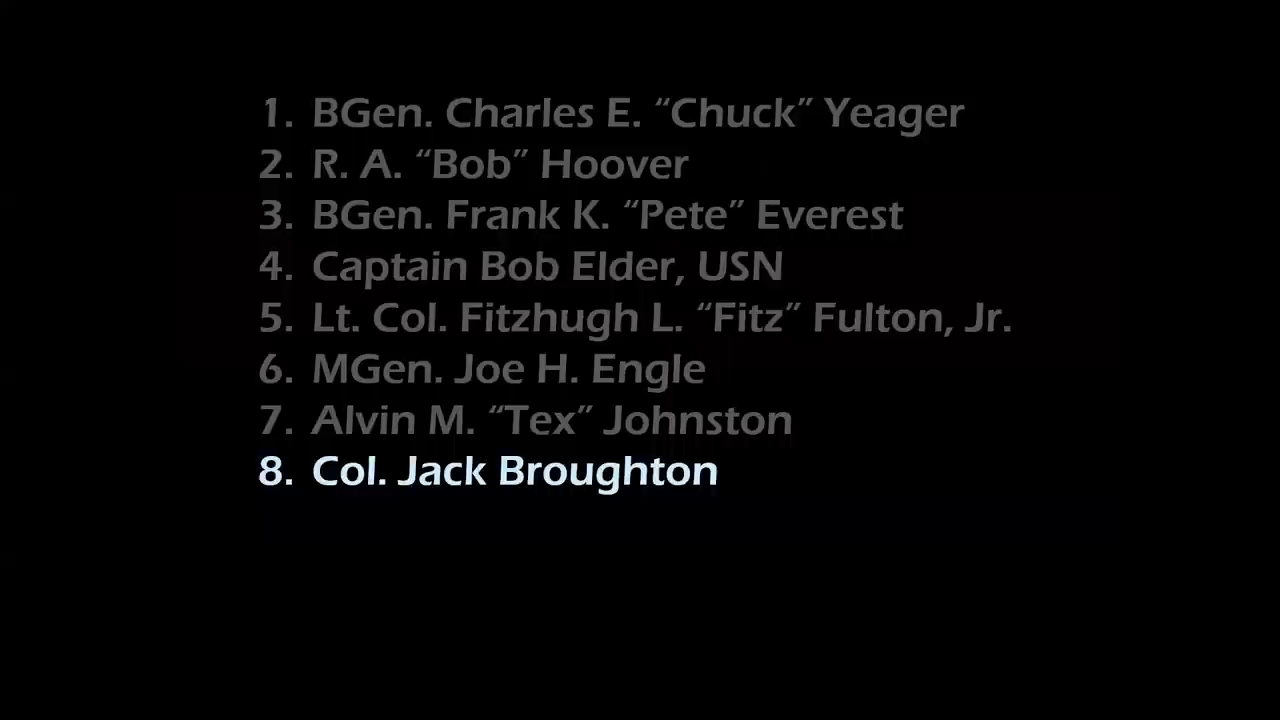 1. BGen. Charles E. “Chuck” Yeager
2. R. A. “Bob” Hoover
3. BGen. Frank K. “Pete” Everest
4. Captain Bob Elder, USN
5. Lt. Col. Fitzhugh L. “Fitz” Fulton, Jr.
6. MGen. Joe H. Engle
7. Alvin M. “Tex” Johnston
8. Col. Jack Broughton